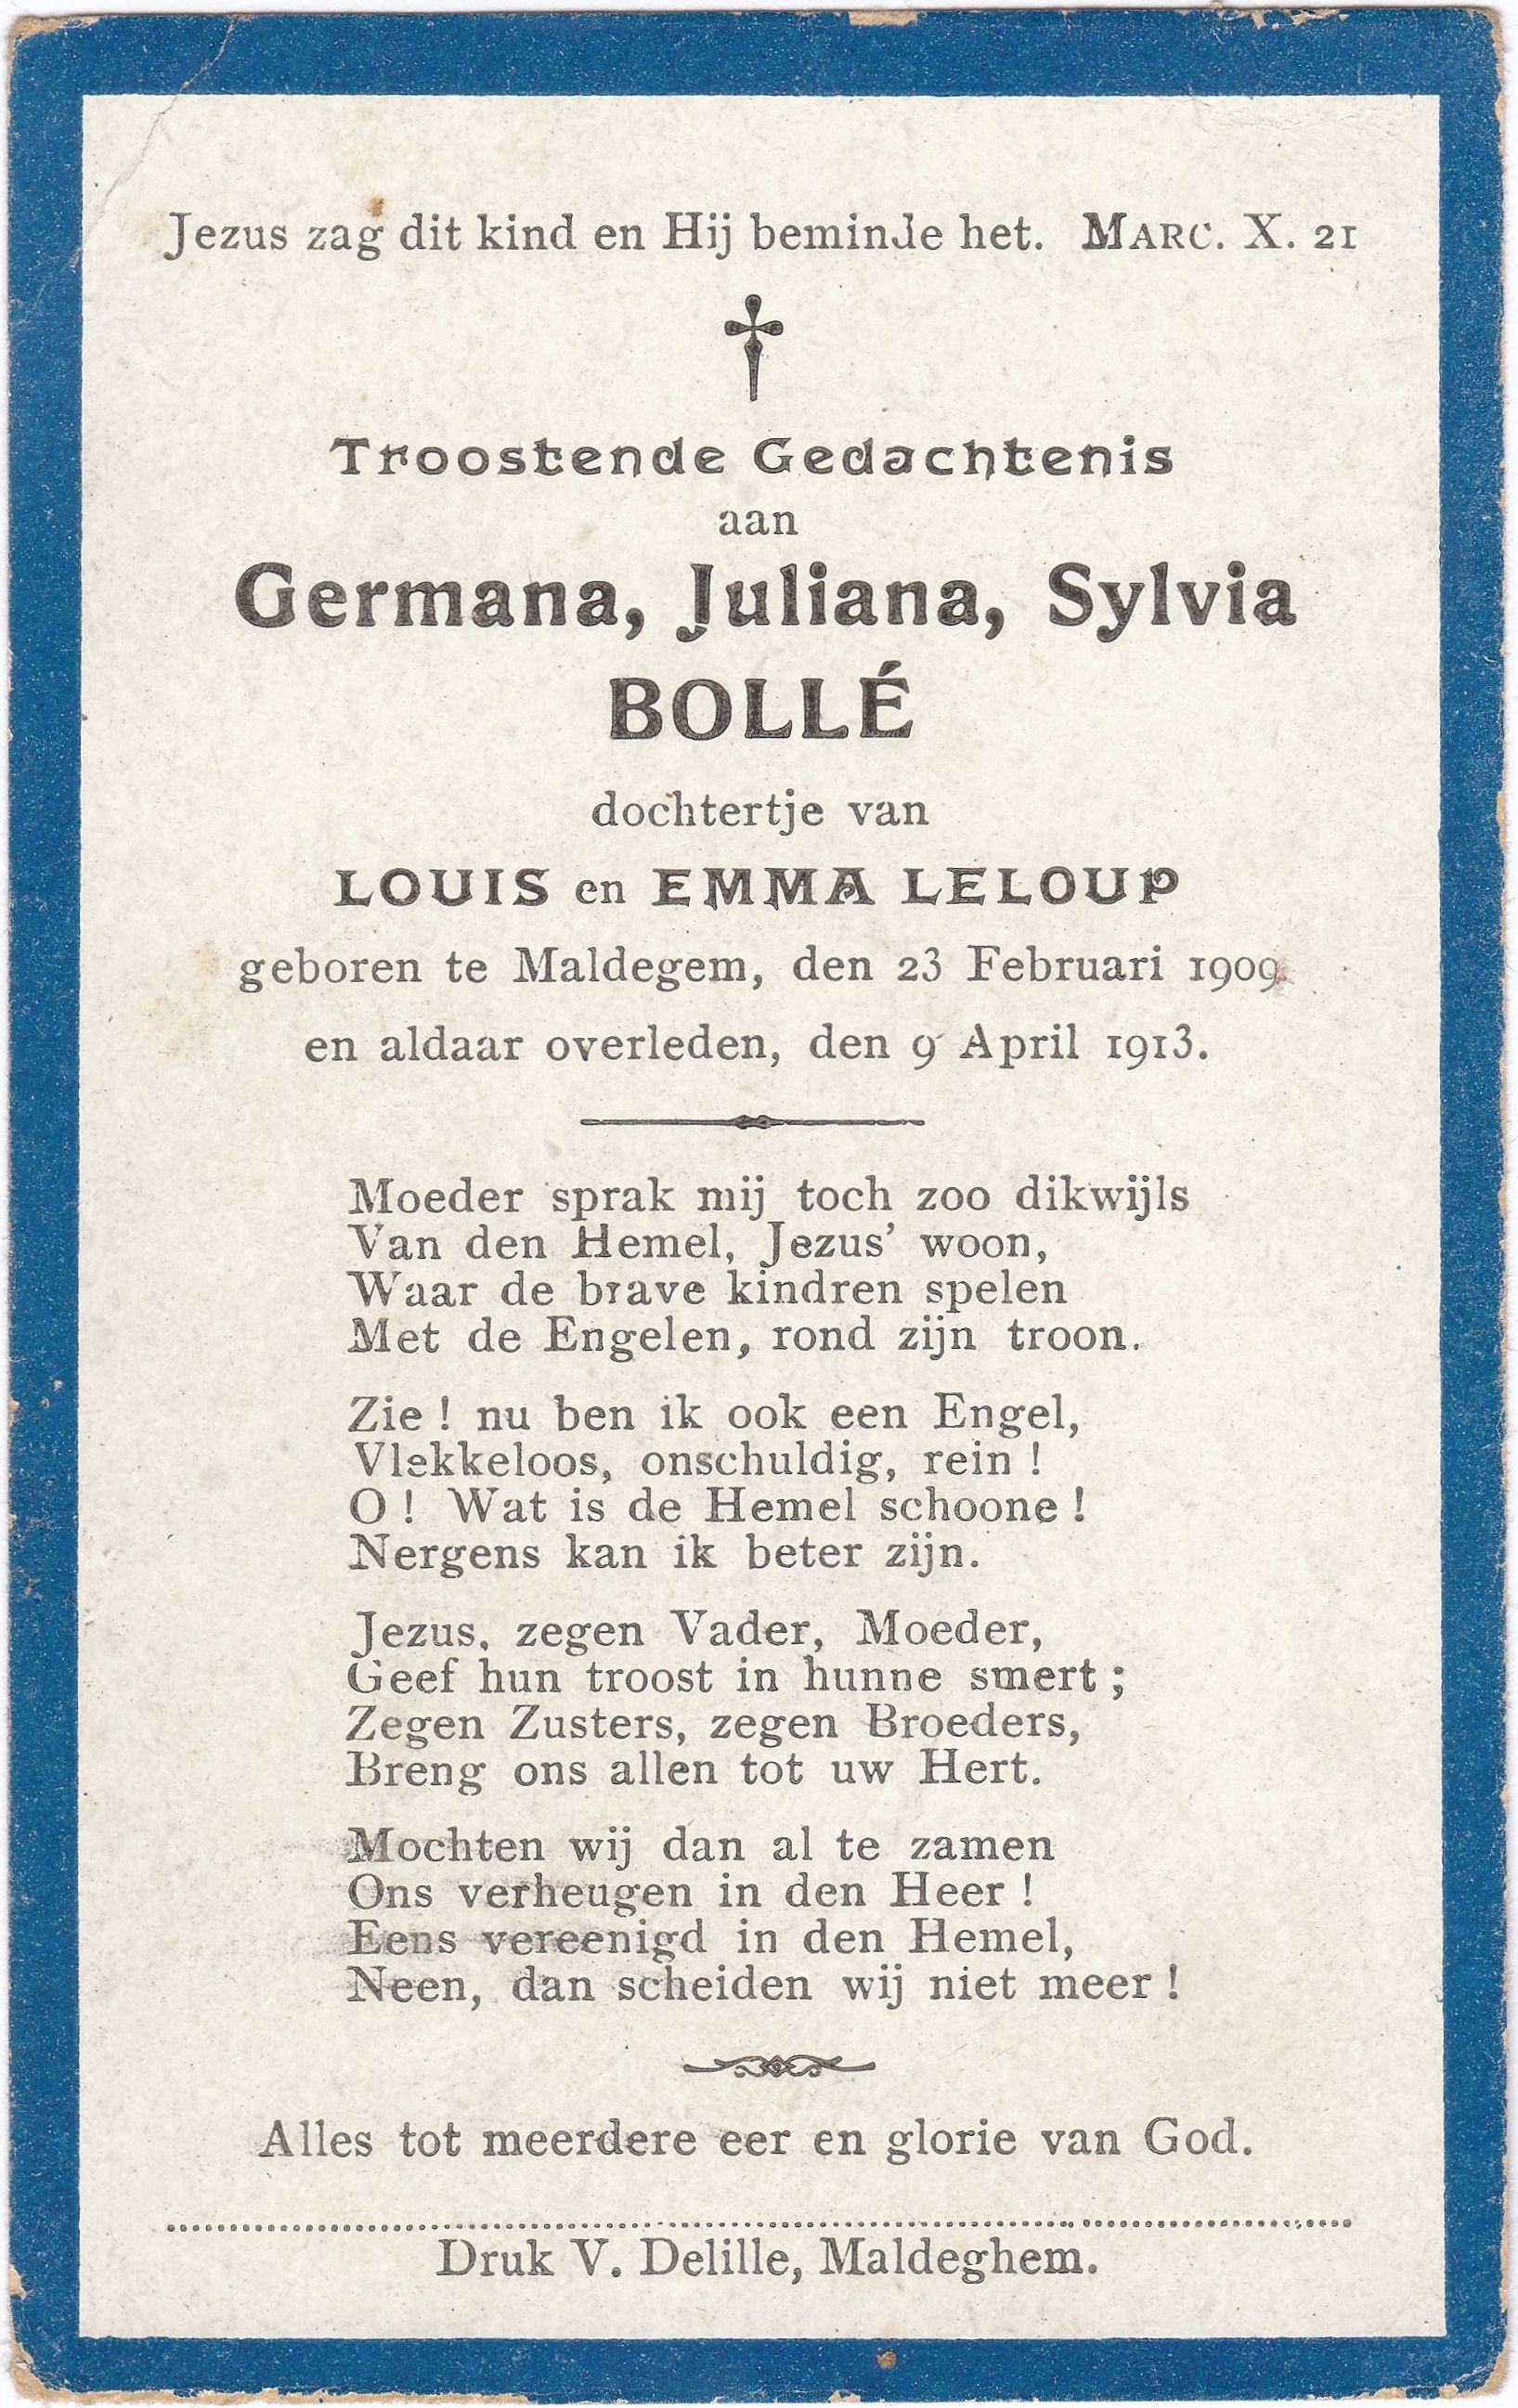 Jezus zag dit kind en Hij beminde het. MARC. X. 21
Troostende Gedachtenis
aan
Germana, Juliana, Sylvia
BOLLÉ
dochtertje van
LOUIS en EMMA LELOUP
geboren te Maldegem, den 23 Februari 1909
en aldaar overleden, den 9 April 1913.
Moeder sprak mij toch zoo dikwijls
Van den Hemel, Jezus' woon,
Waar de brave kindren spelen
Met de Engelen, rond zijn troon.
Zie ! nu ben ik ook een Engel,
Vlekkeloos, onschuldig, rein !
O ! Wat is de Hemel schoone !
Nergens kan ik beter zijn.
Jezus, zegen Vader, Moeder,
Geef hun troost in hunne smert ;
Zegen Zusters, zegen Broeders,
Breng ons allen tot uw Hert.
Mochten wij dan al te zamen
Ons verheugen in den Heer !
Eens vereenigd in den Hemel,
Neen, dan scheiden wij niet meer !
Alles tot meerdere eer en glorie van God.
Druk V. Delille, Maldeghem.